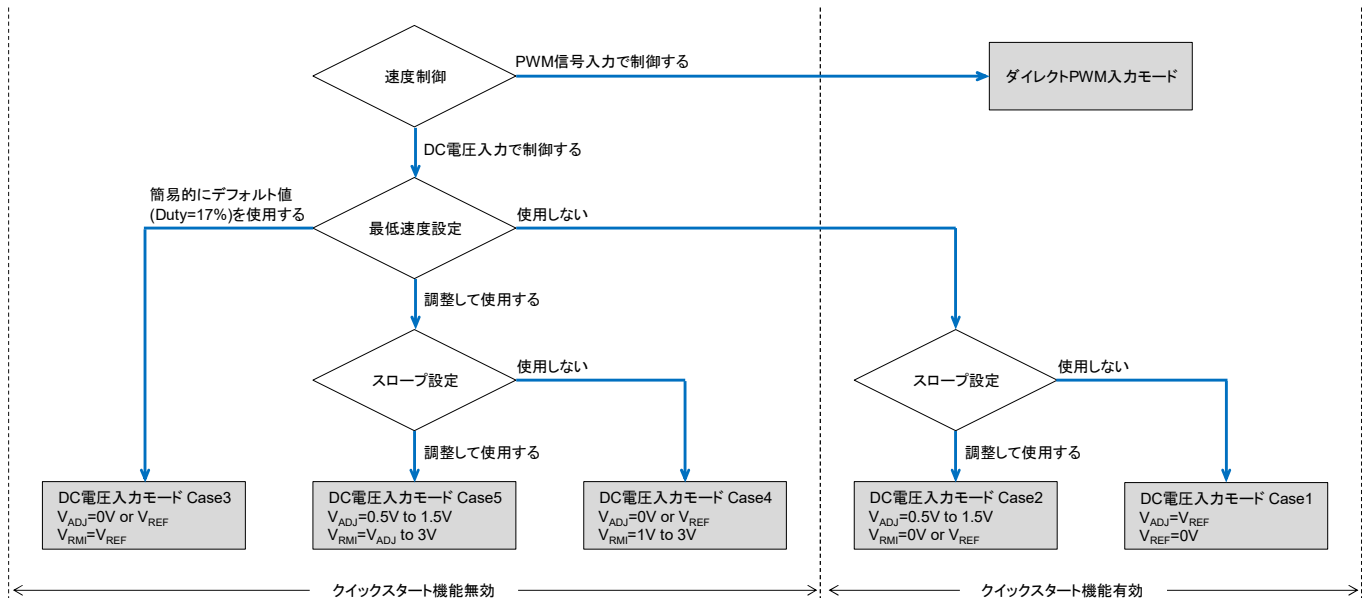 速度制御
PWM信号入力で制御する
ダイレクトPWM入力モード
DC電圧入力で制御する
簡易的にデフォルト値
(Duty=17%)を使用する
最低速度設定
使用しない
調整して使用する
スロープ設定
使用しない
スロープ設定
使用しない
調整して使用する
調整して使用する
DC電圧入力モード Case3
VADJ=0V or VREF
VRMI=VREF
DC電圧入力モード Case5
VADJ=0.5V to 1.5V
VRMI=VADJ to 3V
DC電圧入力モード Case4
VADJ=0V or VREF
VRMI=1V to 3V
DC電圧入力モード Case2
VADJ=0.5V to 1.5V
VRMI=0V or VREF
DC電圧入力モード Case1
VADJ=VREF
VREF=0V
クイックスタート機能無効
クイックスタート機能有効